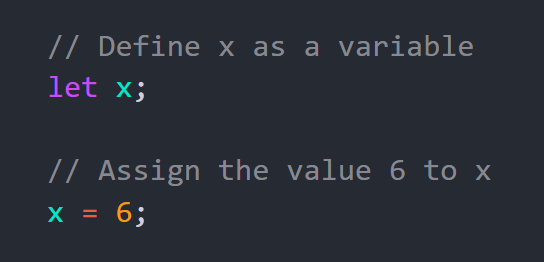 // Define x as a variable
let x;
// Assign the value 6 to x
x = 6;